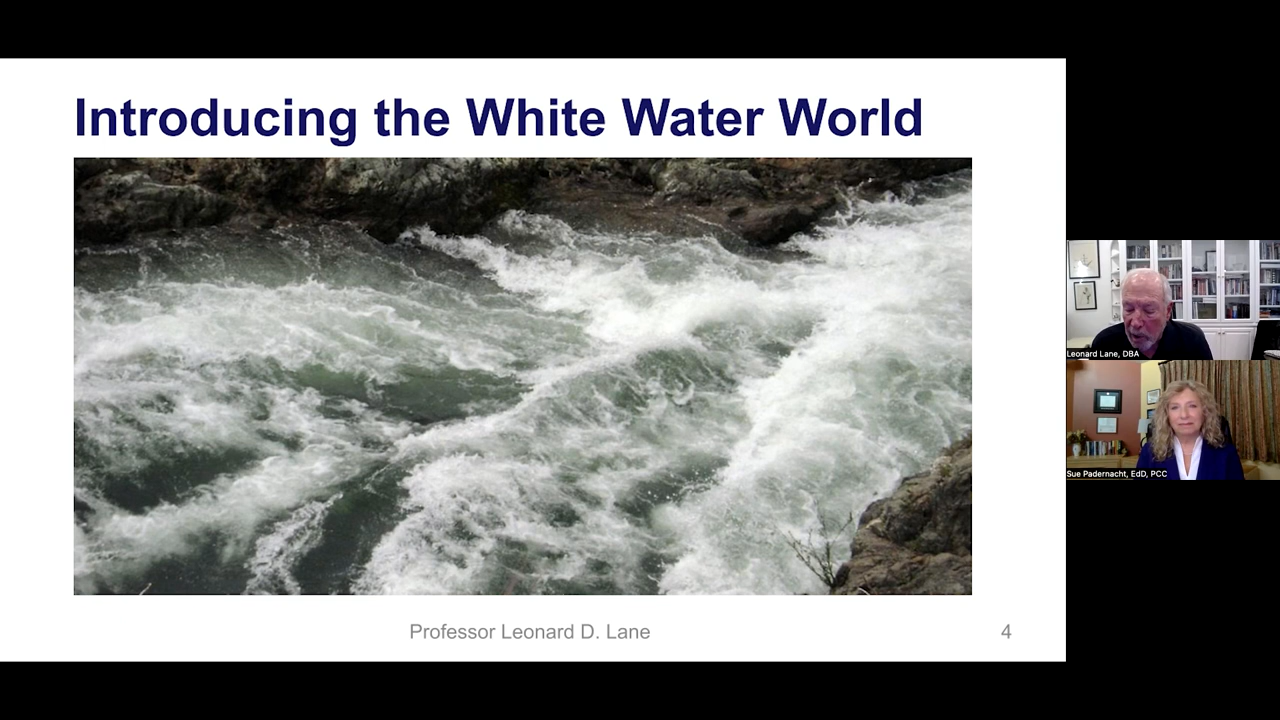 Introducing the White Water World
Professor Leonard D. Lane
4
Leonard Lane, DBA
Sue Padernacht, EdD, PCC